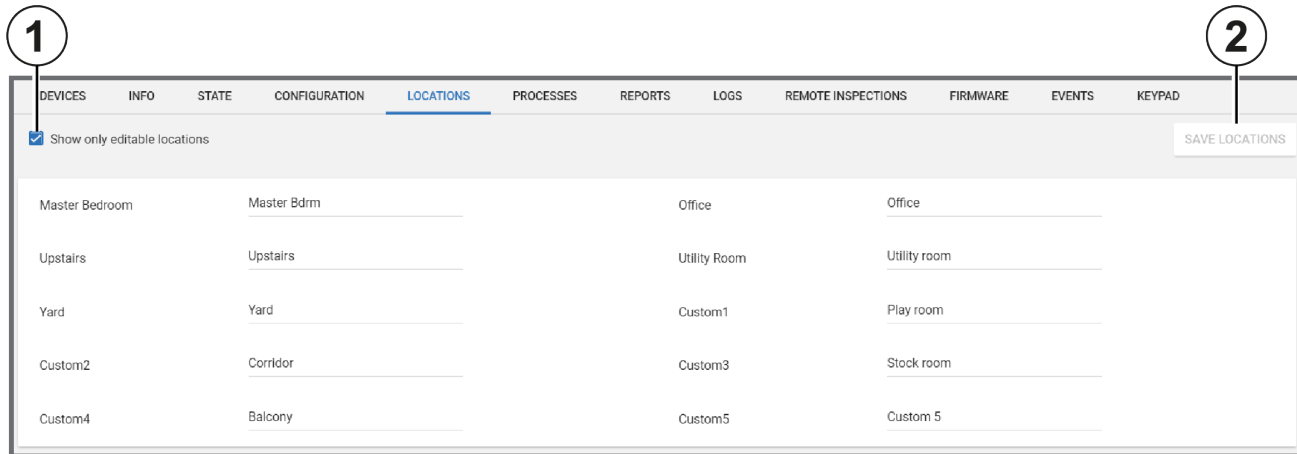 1 2
DEVICES INFO STATE CONFIGURATION LOCATIONS PROCESSES REPORTS LOGS REMOTE INSPECTIONS FIRMWARE EVENTS KEYPAD
Show only editable locations SAVE LOCATIONS
Master Bedroom Master Bdrm Office Office
Upstairs Upstairs Utility Room Utility room
Yard Yard Custom1 Play room
Custom2 Corridor Custom3 Stock room
Custom4 Balcony Custom5 Custom 5